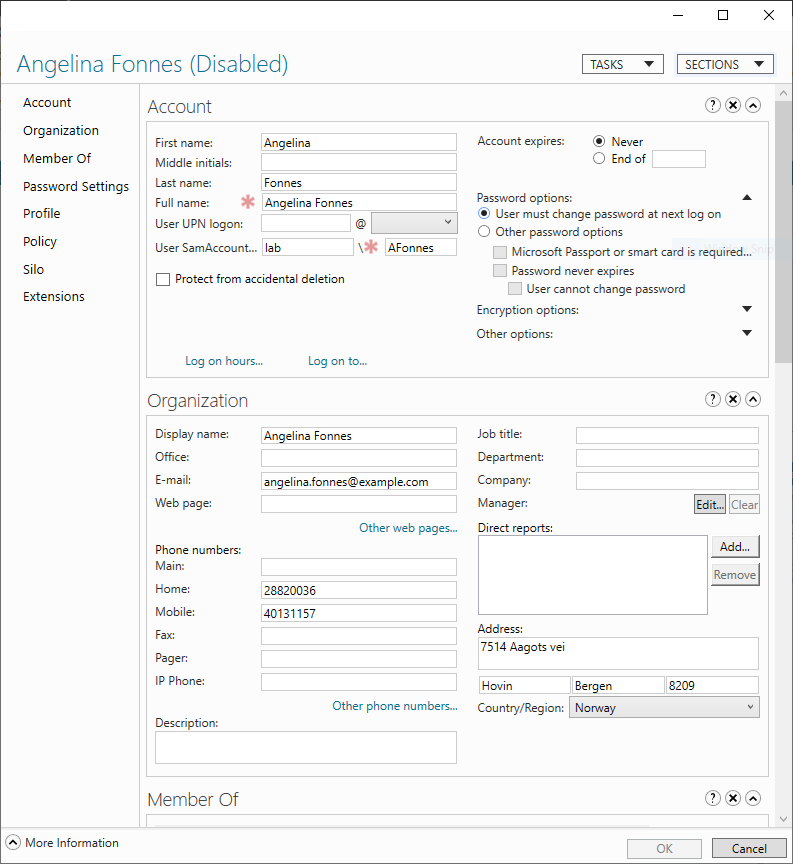 Angelina Fonnes (Disabled)
TASKS
SECTIONS
Account
Organization
Member Of
Password Settings
Profile
Policy
Silo
Extensions
Account
First name: Angelina
Middle initials:
Last name: Fonnes
Full name: Angelina Fonnes
User UPN logon: @
User SamAccount... lab \ AFonnes
Protect from accidental deletion
Log on hours... Log on to...
Account expires: Never
End of
Password options:
User must change password at next log on
Other password options
Microsoft Passport or smart card is required...
Password never expires
User cannot change password
Encryption options:
Other options:
Organization
Display name: Angelina Fonnes
Office:
E-mail: angelina.fonnes@example.com
Web page:
Other web pages...
Phone numbers:
Main:
Home: 28820036
Mobile: 40131157
Fax:
Pager:
IP Phone:
Other phone numbers...
Description:
Job title:
Department:
Company:
Manager: Edit... Clear
Direct reports:
Add...
Remove
Address:
7514 Aagots vei
Hovin Bergen 8209
Country/Region: Norway
Member Of
More Information
OK Cancel